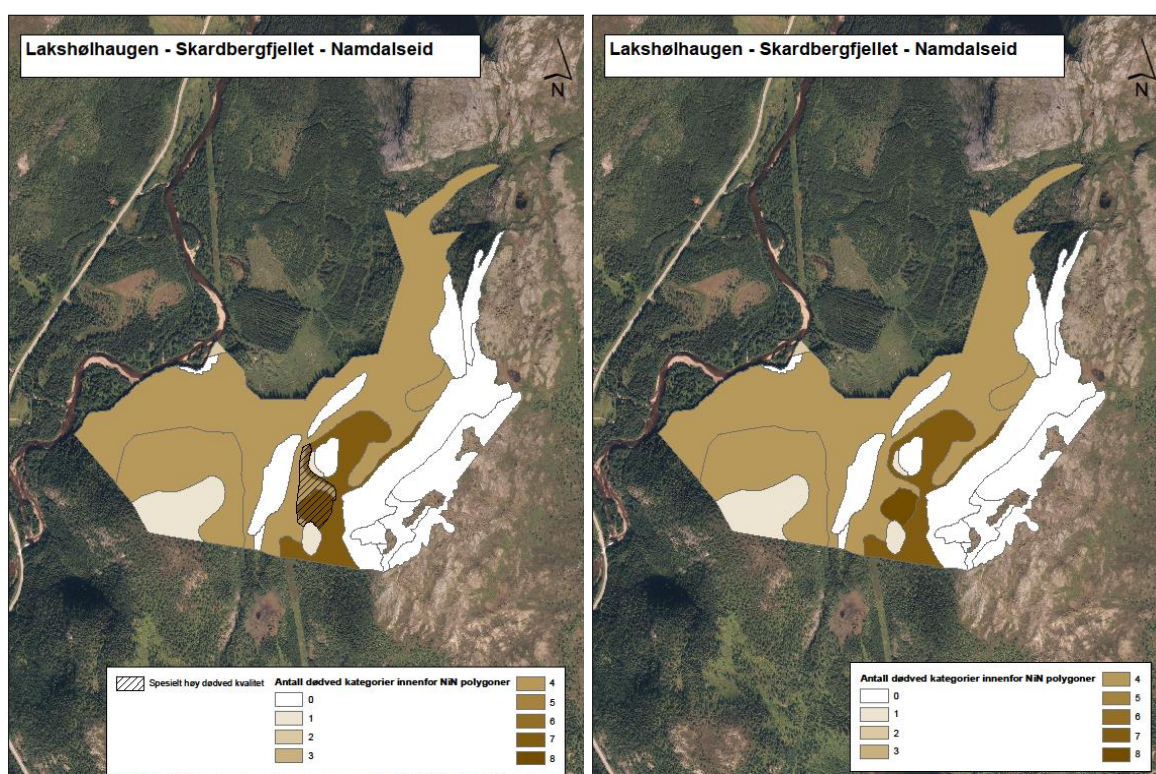 Lakshølhaugen - Skardbergfjellet - Namdalseid
N
Spesielt høy dødved kvalitet
Antall dødved kategorier innenfor NiN polygoner
0
1
2
3
4
5
6
7
8
Lakshølhaugen - Skardbergfjellet - Namdalseid
N
Antall dødved kategorier innenfor NiN polygoner
0
1
2
3
4
5
6
7
8